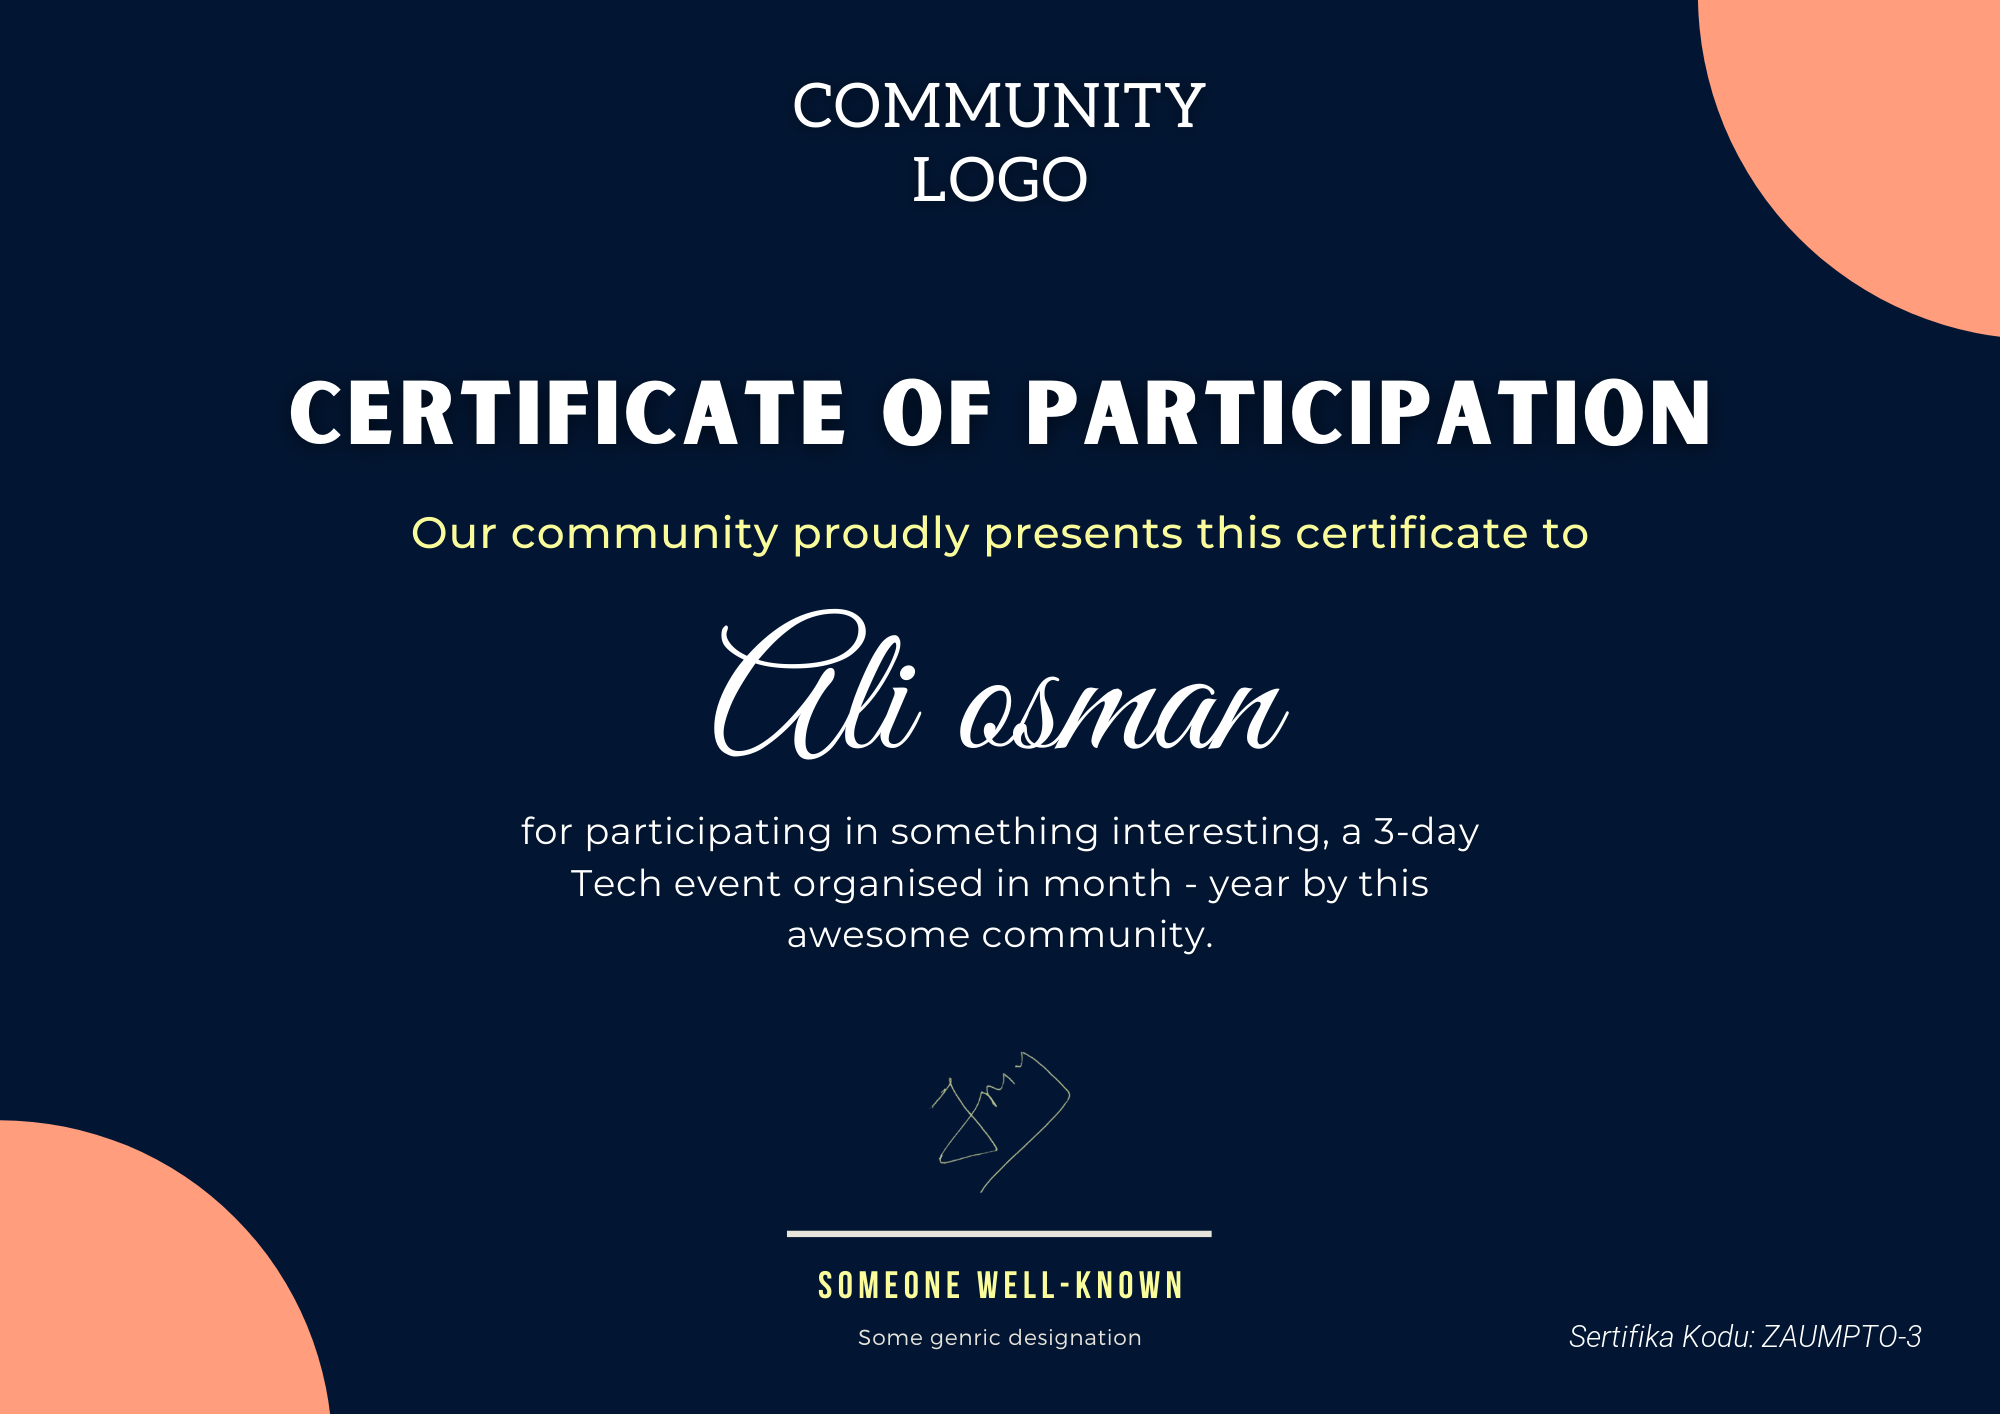 COMMUNITY
LOGO
CERTIFICATE OF PARTICIPATION
Our community proudly presents this certificate to
Ali osman
for participating in something interesting, a 3-day
Tech event organised in month - year by this
awesome community.
SOMEONE WELL-KNOWN
Some genric designation
Sertifika Kodu: ZAUMPTO-3